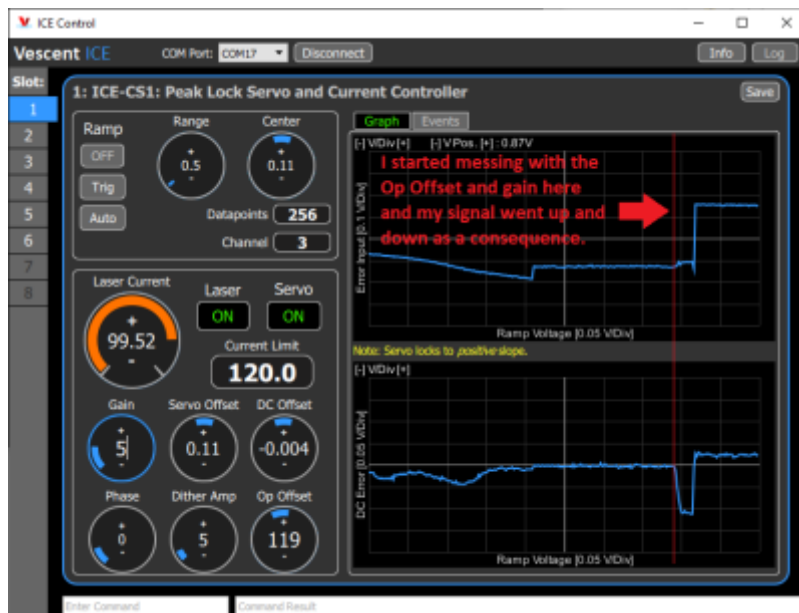 ICE Control
Vescent ICE COM Port: COM17 Disconnect Info Log
Slot:
1
2
3
4
5
6
7
8
1: ICE-CS1: Peak Lock Servo and Current Controller Save
Ramp Range Center
OFF
Trig
Auto
+ 0.5 -
+ 0.11 -
Datapoints 256
Channel 3
Laser Current Laser Servo
ON ON
+ 99.52 -
Current Limit
120.0
Gain Servo Offset DC Offset
+ 5 - + 0.11 - + -0.004 -
Phase Dither Amp Op Offset
+ 0 - + 5 - + 119 -
Graph Events
[-] V/Div [+] [-] V Pos. [+] : 0.87V
I started messing with the
Op Offset and gain here
and my signal went up and
down as a consequence.
Error Input [0.1 V/Div]
Ramp Voltage [0.05 V/Div]
Note: Servo locks to positive slope.
[-] V/Div [+]
DC Error [0.05 V/Div]
Ramp Voltage [0.05 V/Div]
Enter Command Command Result